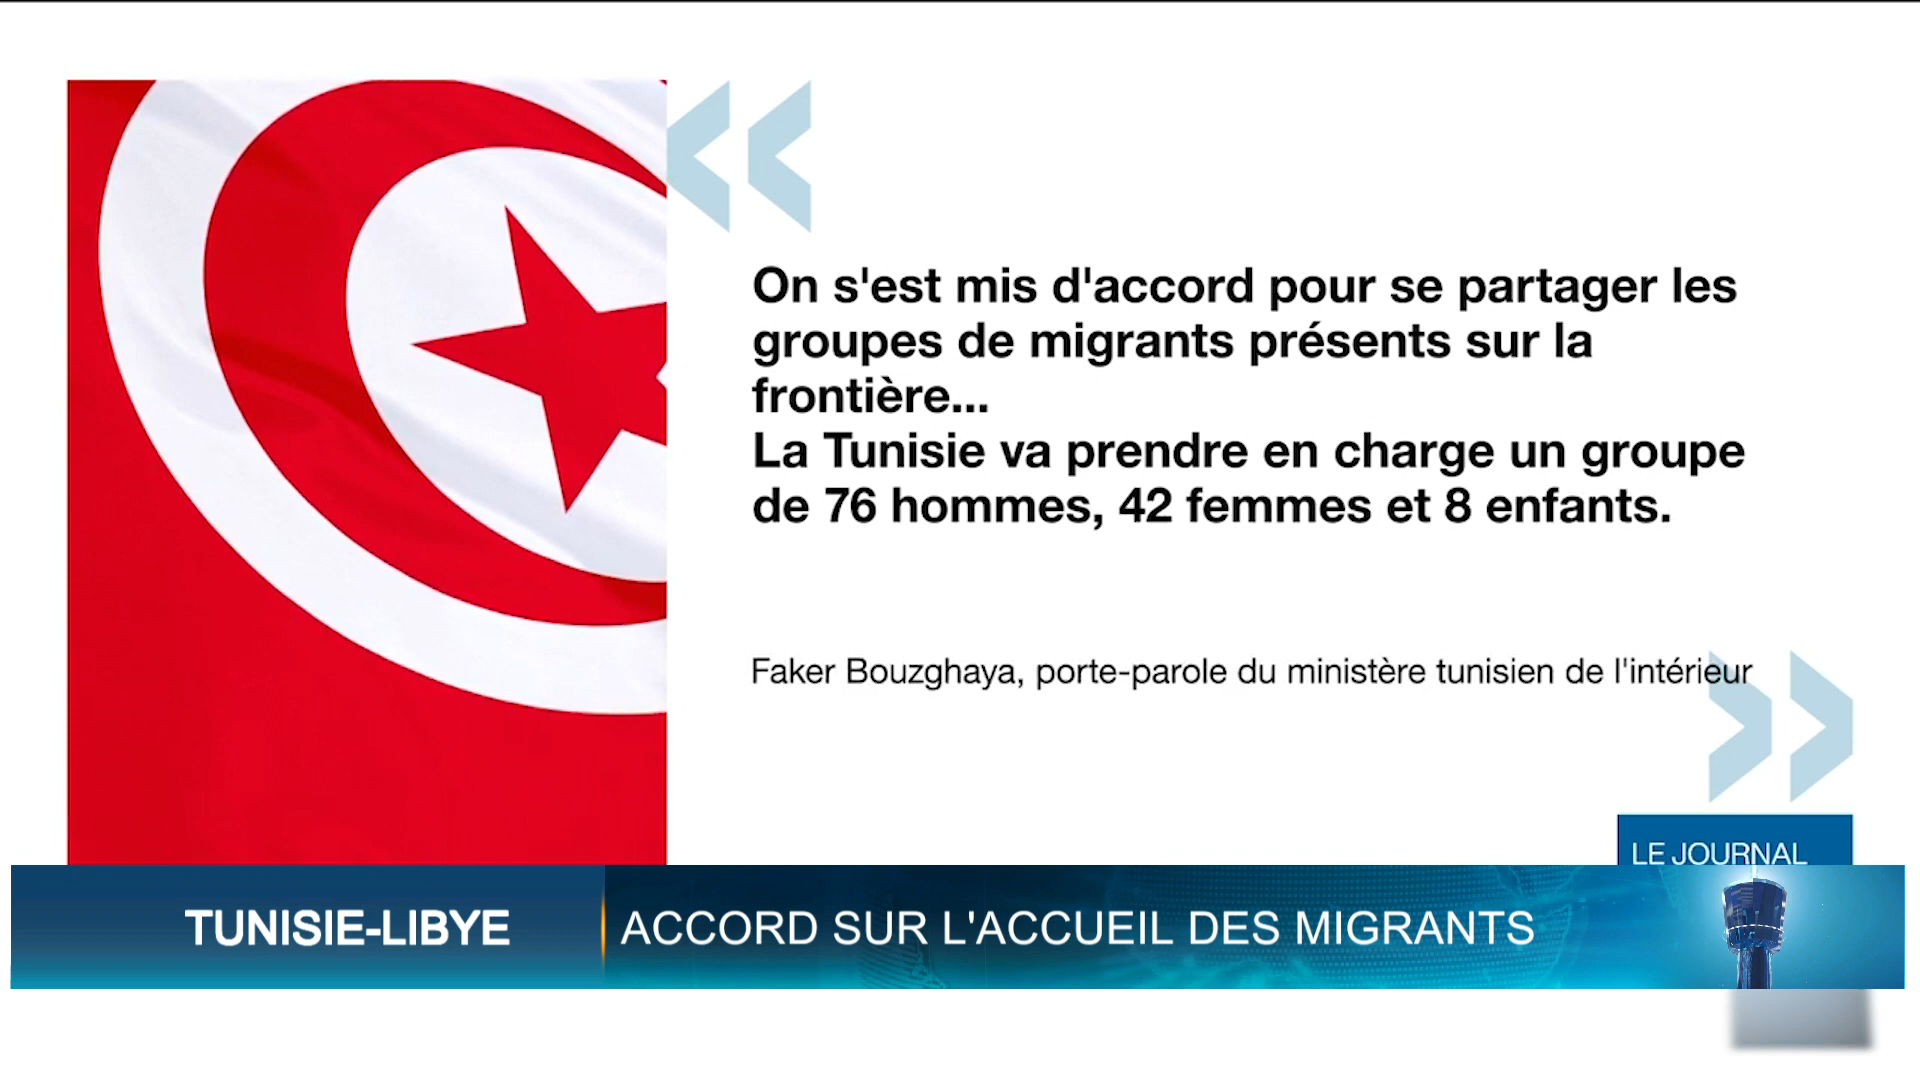 On s'est mis d'accord pour se partager les
groupes de migrants présents sur la
frontière...
La Tunisie va prendre en charge un groupe
de 76 hommes, 42 femmes et 8 enfants.
Faker Bouzghaya, porte-parole du ministère tunisien de l'intérieur
LE JOURNAL
TUNISIE-LIBYE
ACCORD SUR L'ACCUEIL DES MIGRANTS